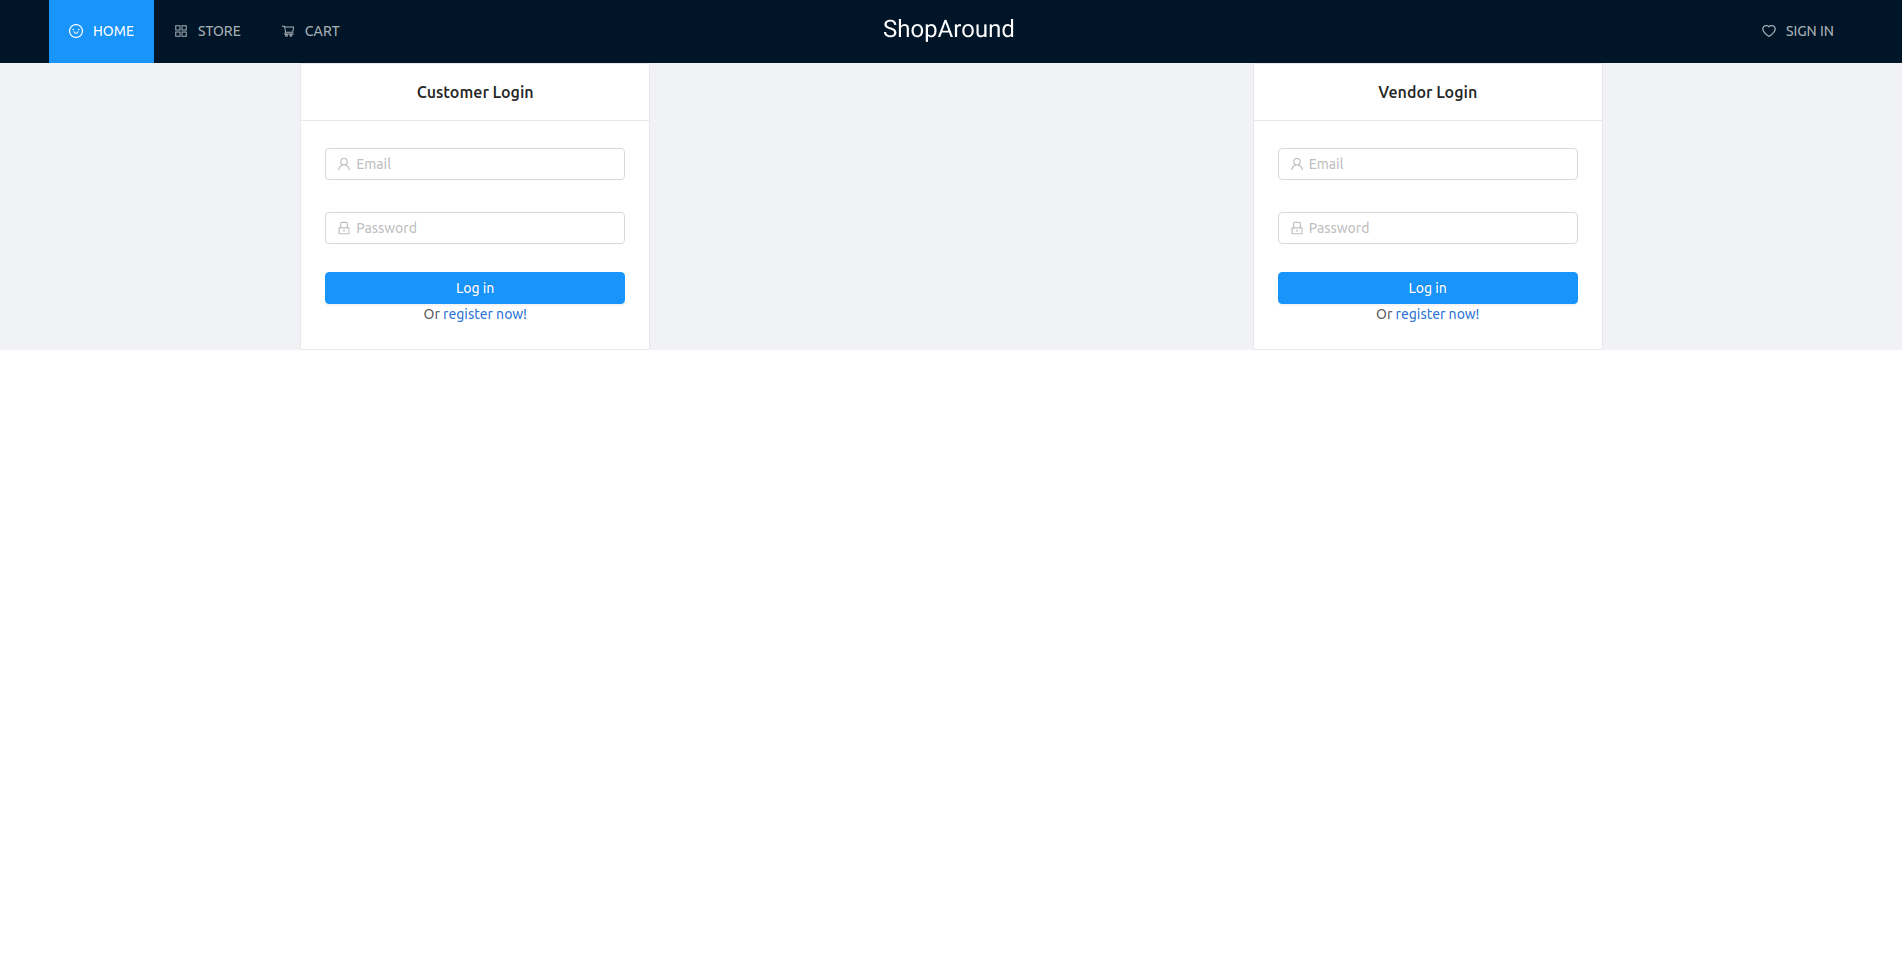 HOME STORE CART ShopAround SIGN IN
Customer Login
Email
Password
Log in
Or register now!
Vendor Login
Email
Password
Log in
Or register now!